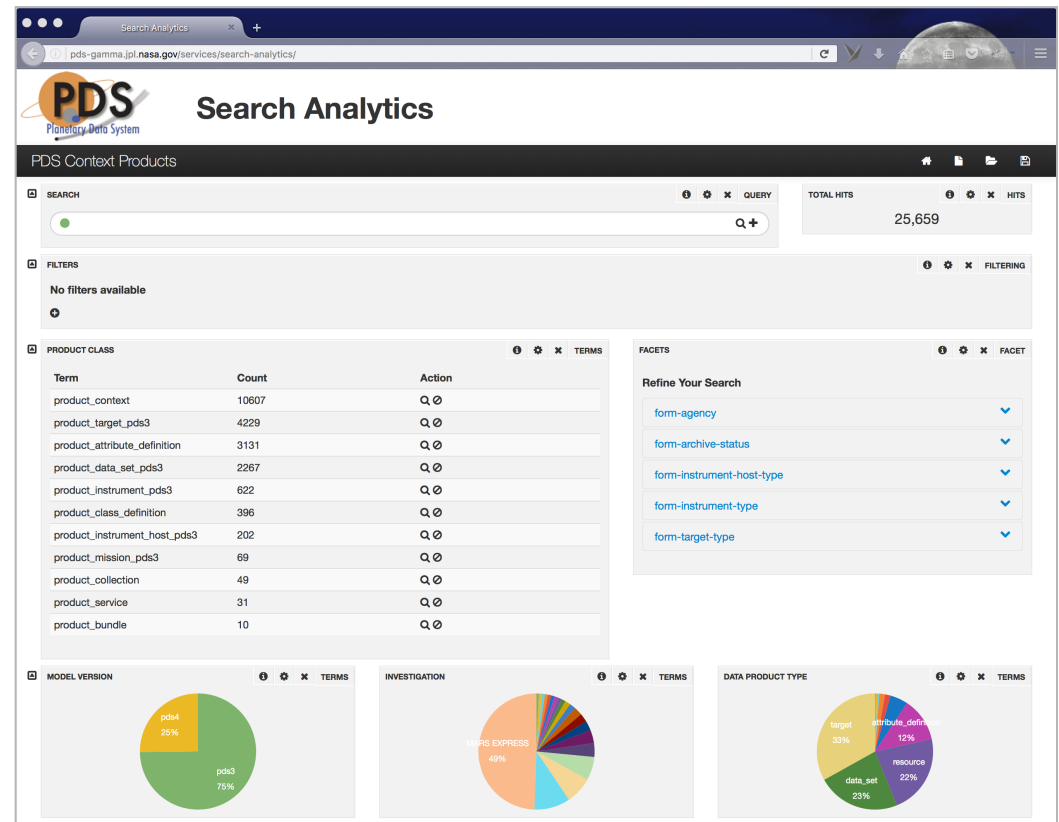 Search Analytics
pds-gamma.jpl.nasa.gov/services/search-analytics/
PDS
Planetary Data System
Search Analytics
PDS Context Products
SEARCH QUERY
TOTAL HITS HITS
25,659
FILTERS FILTERING
No filters available
PRODUCT CLASS TERMS
Term Count Action
product_context 10607
product_target_pds3 4229
product_attribute_definition 3131
product_data_set_pds3 2267
product_instrument_pds3 622
product_class_definition 396
product_instrument_host_pds3 202
product_mission_pds3 69
product_collection 49
product_service 31
product_bundle 10
FACETS FACET
Refine Your Search
form-agency
form-archive-status
form-instrument-host-type
form-instrument-type
form-target-type
MODEL VERSION TERMS
pds4
25%
pds3
75%
INVESTIGATION TERMS
MARS EXPRESS
49%
DATA PRODUCT TYPE TERMS
target
33%
12%
resource
22%
data_set
23%